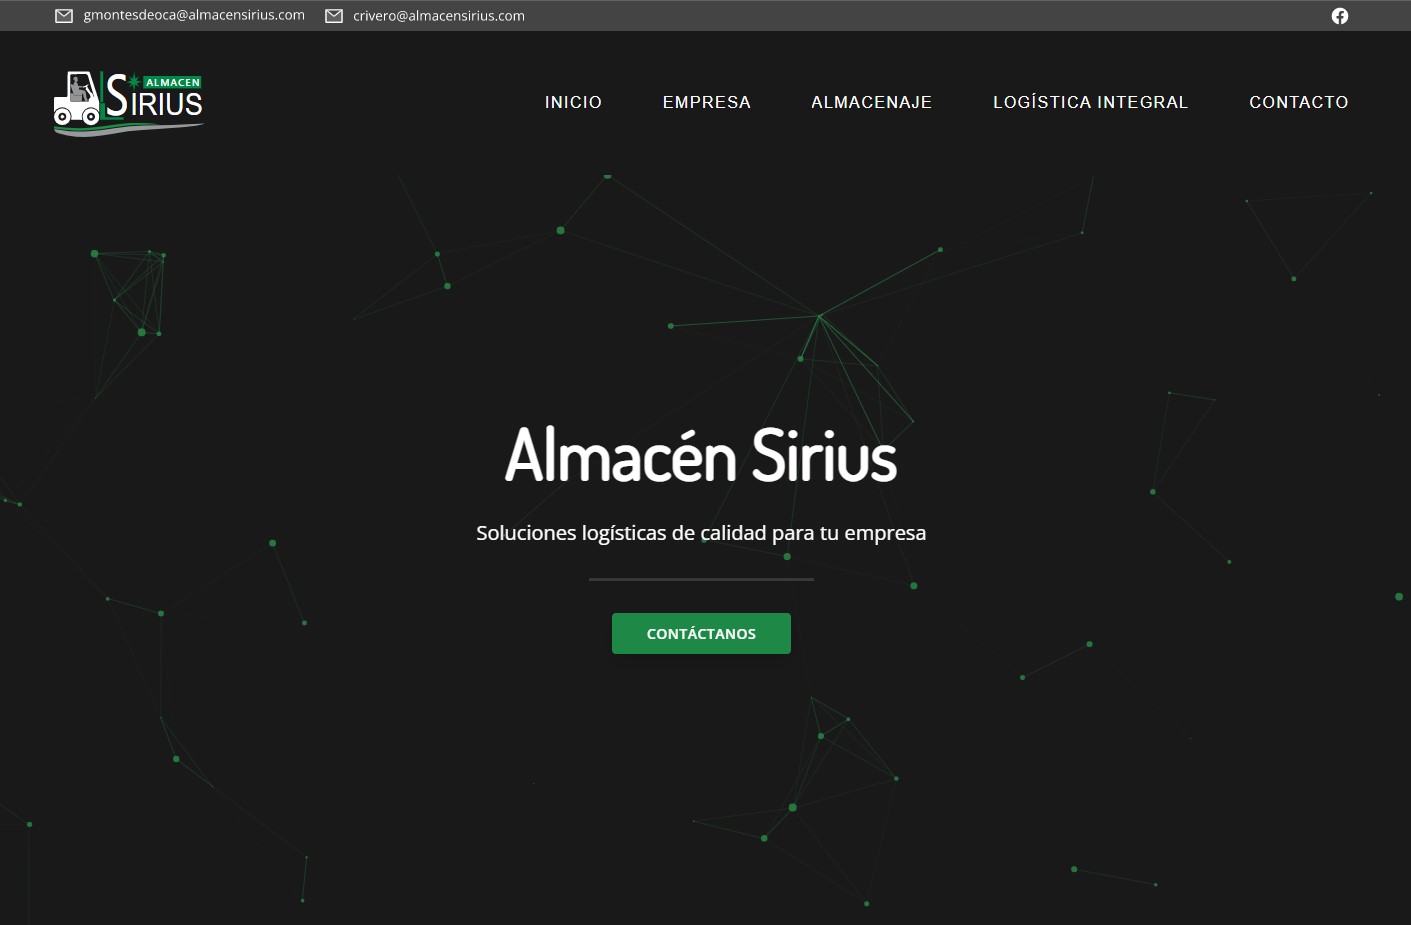 gmontesdeoca@almacensirius.com crivero@almacensirius.com
ALMACEN
SIRIUS
INICIO EMPRESA ALMACENAJE LOGÍSTICA INTEGRAL CONTACTO
Almacén Sirius
Soluciones logísticas de calidad para tu empresa
CONTÁCTANOS